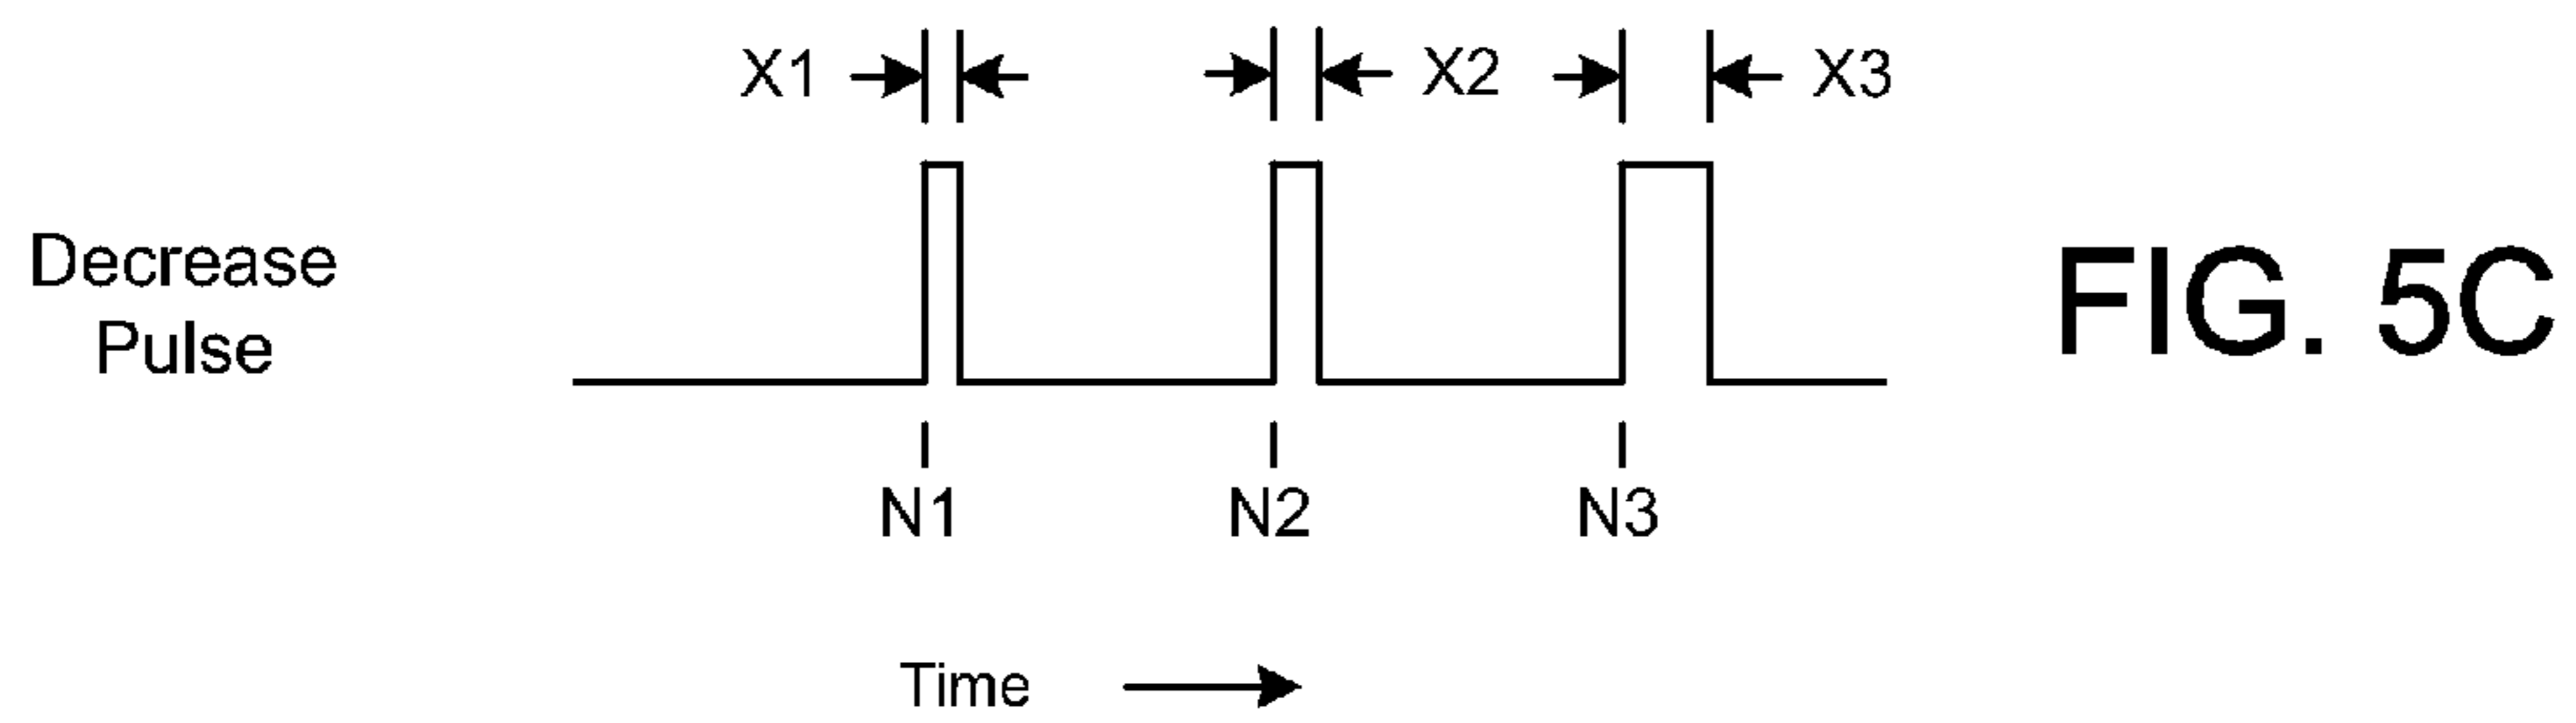 X1
X2
X3
Decrease
Pulse
FIG. 5C
N1
N2
N3
Time